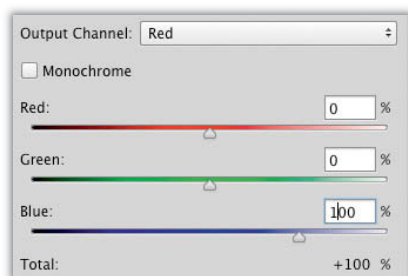 Output Channel: Red
Monochrome
Red: 0 %
Green: 0 %
Blue: 100 %
Total: +100 %